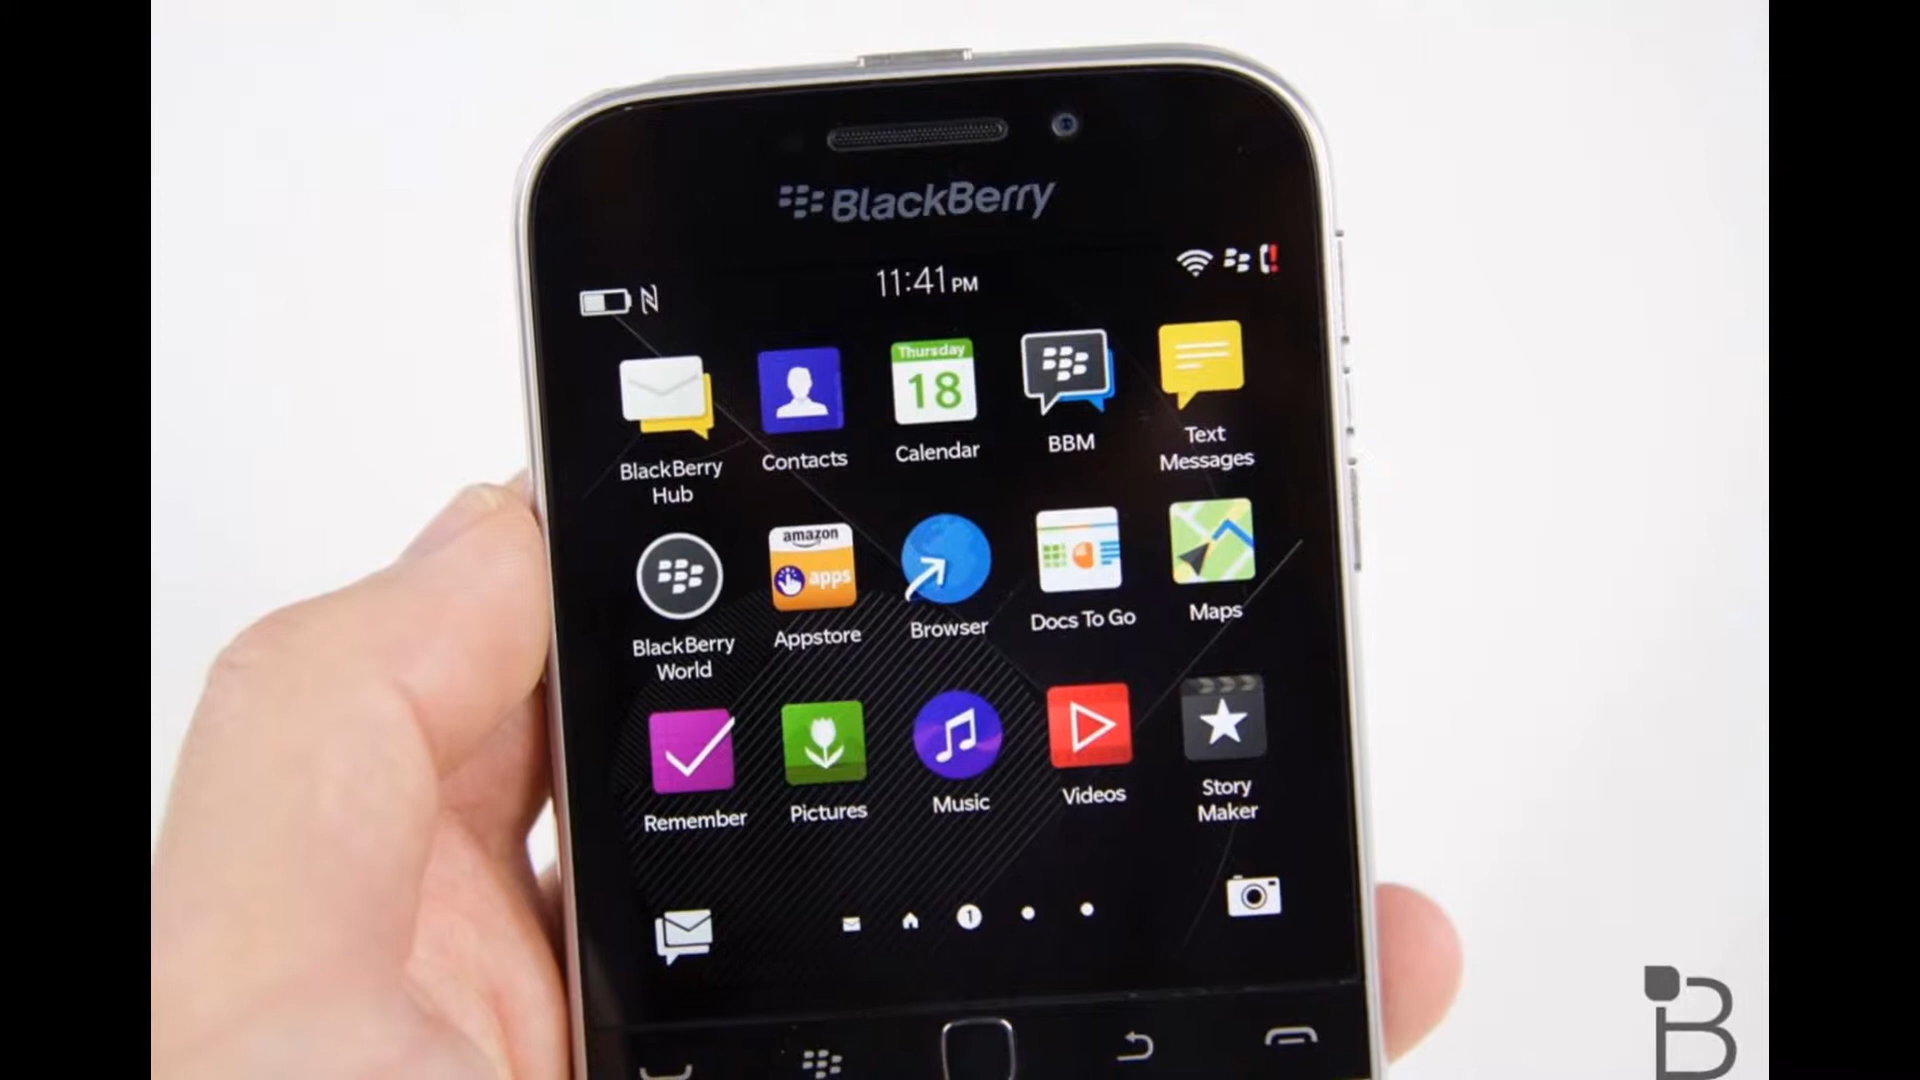 BlackBerry
11:41 PM
Thursday
18
BlackBerry
Hub
Contacts
Calendar
BBM
Text
Messages
amazon
apps
BlackBerry
World
Appstore
Browser
Docs To Go
Maps
Remember
Pictures
Music
Videos
Story
Maker
1
B